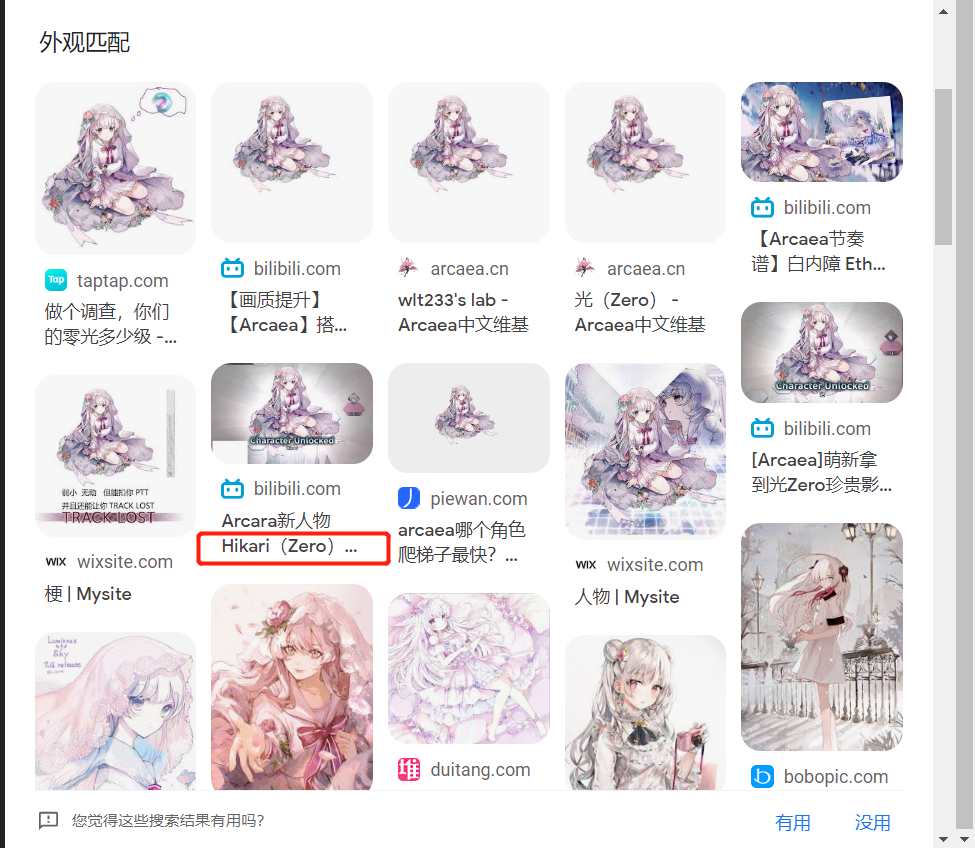 外观匹配
Tap
taptap.com
做个调查，你们
的零光多少级 -...
bilibili.com
【画质提升】
【Arcaea】搭...
arcaea.cn
wlt233's lab -
Arcaea中文维基
arcaea.cn
光（Zero） -
Arcaea中文维基
bilibili.com
【Arcaea节奏
谱】白内障 Eth...
弱小 无助 但能扣你 PTT
并且还能让你 TRACK LOST
TRACK LOST
WIX
wixsite.com
梗 | Mysite
Character Unlocked
bilibili.com
Arcara新人物
Hikari（Zero）...
piewan.com
arcaea哪个角色
爬梯子最快？...
WIX
wixsite.com
人物 | Mysite
Character Unlocked
bilibili.com
[Arcaea]萌新拿
到光Zero珍贵影...
Luminous
Sky
release
堆
duitang.com
b
bobopic.com
您觉得这些搜索结果有用吗?
有用
没用